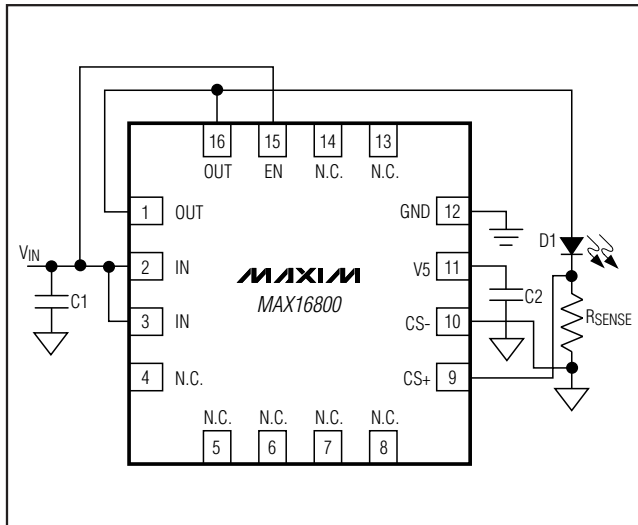 16 15 14 13
OUT EN N.C. N.C.
1 OUT
GND 12
VIN
2 IN
D1
V5 11
MAXIM
MAX16800
C1
3 IN
C2
CS- 10
RSENSE
4 N.C.
CS+ 9
N.C. N.C. N.C. N.C.
5 6 7 8